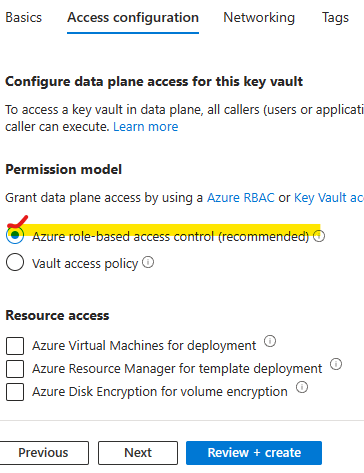 Basics Access configuration Networking Tags
Configure data plane access for this key vault
To access a key vault in data plane, all callers (users or applicati
caller can execute. Learn more
Permission model
Grant data plane access by using a Azure RBAC or Key Vault ac
Azure role-based access control (recommended)
Vault access policy
Resource access
Azure Virtual Machines for deployment
Azure Resource Manager for template deployment
Azure Disk Encryption for volume encryption
Previous Next Review + create